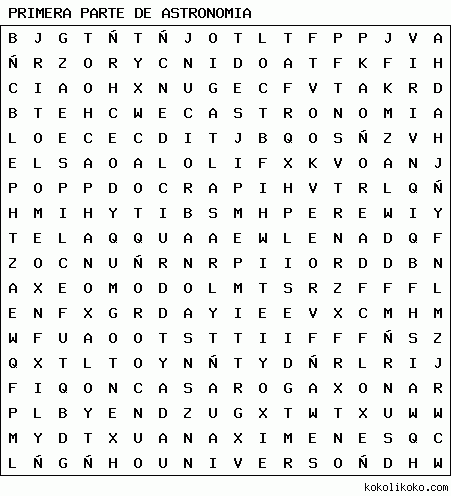 PRIMERA PARTE DE ASTRONOMIA
B J G T Ñ T Ñ J O T L T F P P J V A
Ñ R Z O R Y C N I D O A T F K F I H
C I A O H X N U G E C F V T A K R D
B T E H C W E C A S T R O N O M I A
L O E C E C D I T J B Q O S Ñ Z V H
E L S A O A L O L I F X K V O A N J
P O P P D O C R A P I H V T R L Q Ñ
H M I H Y T I B S M H P E R E W I Y
T E L A Q Q U A A E W L E N A D Q F
Z O C N U Ñ R N R P I I O R D D B N
A X E O M O D O L M T S R Z F F F L
E N F X G R D A Y I E E V X C M H M
W F U A O O T S T T I I F F F Ñ S Z
Q X T L T O Y N Ñ T Y D Ñ R L R I J
F I Q O N C A S A R O G A X O N A R
P L B Y E N D Z U G X T W T X U W W
M Y D T X U A N A X I M E N E S Q C
L Ñ G Ñ H O U N I V E R S O Ñ D H W
kokolikoko.com